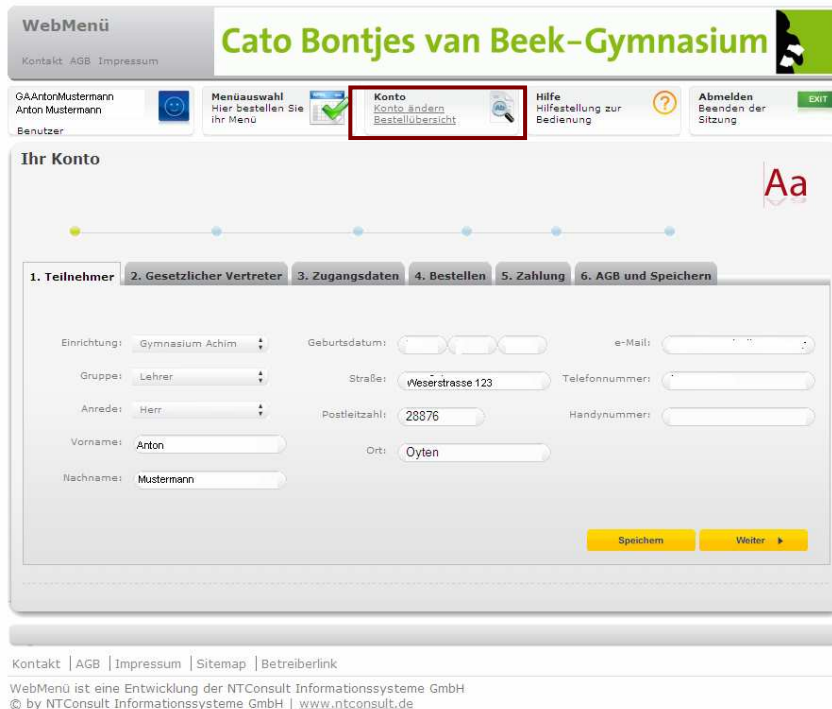 WebMenü
Kontakt AGB Impressum
Cato Bontjes van Beek-Gymnasium
GAAntonMustermann
Anton Mustermann
Benutzer
Menüauswahl
Hier bestellen Sie
ihr Menü
Konto
Konto ändern
Bestellübersicht
Hilfe
Hilfestellung zur
Bedienung
Abmelden
Beenden der
Sitzung
EXIT
Ihr Konto
Aa
1. Teilnehmer 2. Gesetzlicher Vertreter 3. Zugangsdaten 4. Bestellen 5. Zahlung 6. AGB und Speichern
Einrichtung: Gymnasium Achim Geburtsdatum: e-Mail:
Gruppe: Lehrer Straße: Weserstrasse 123 Telefonnummer:
Anrede: Herr Postleitzahl: 28876 Handynummer:
Vorname: Anton Ort: Oyten
Nachname: Mustermann
Speichern Weiter
Kontakt | AGB | Impressum | Sitemap | Betreiberlink
WebMenü ist eine Entwicklung der NTConsult Informationssysteme GmbH
© by NTConsult Informationssysteme GmbH | www.ntconsult.de